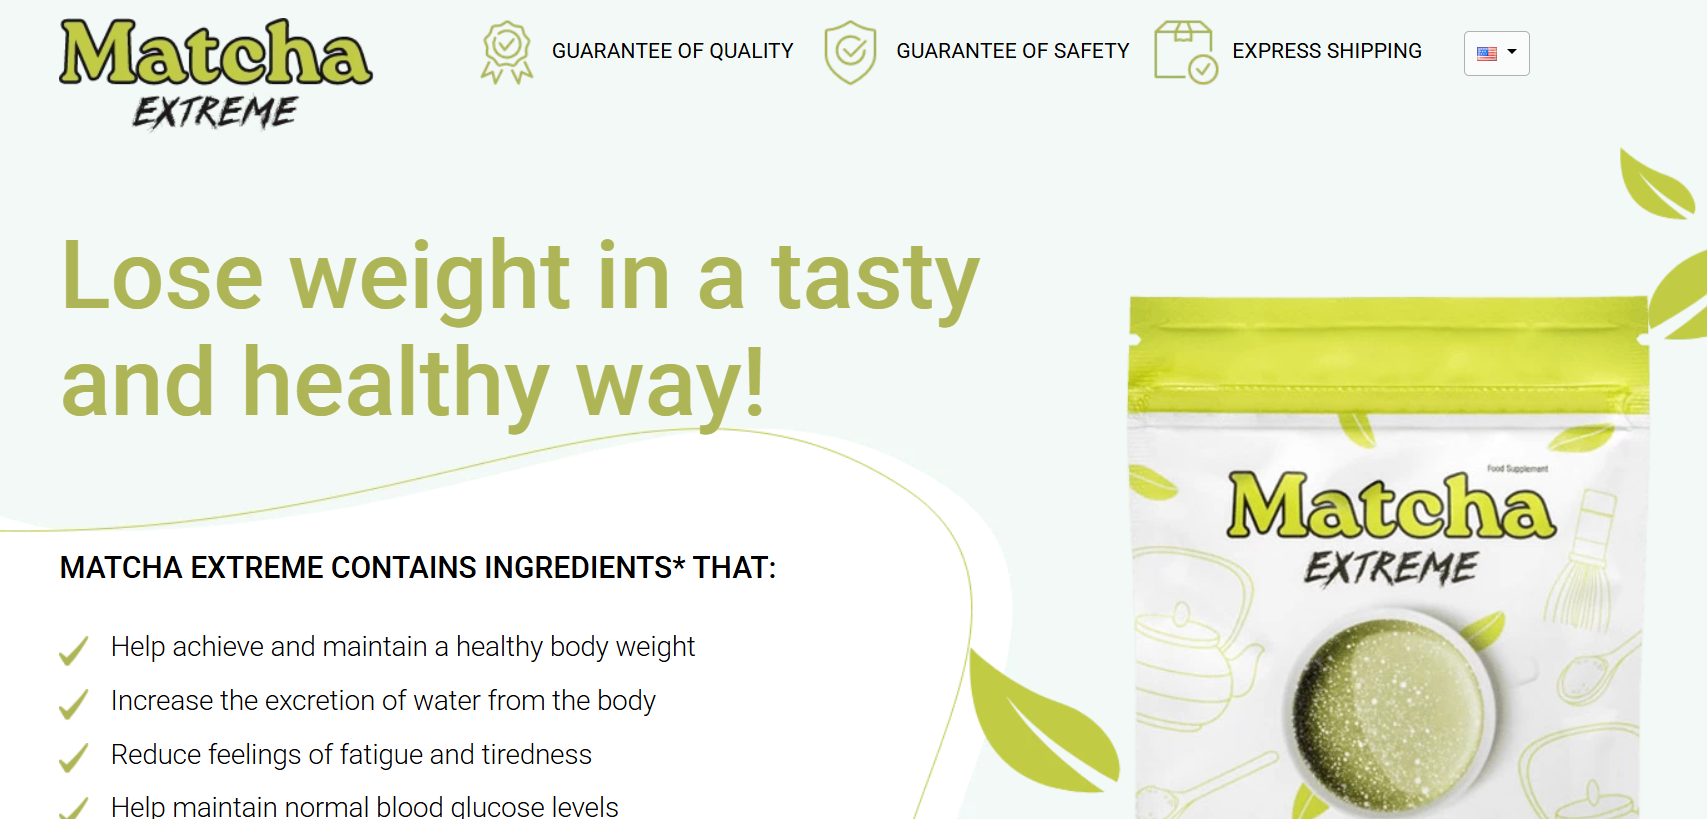 Matcha
EXTREME
GUARANTEE OF QUALITY
GUARANTEE OF SAFETY
EXPRESS SHIPPING
Lose weight in a tasty
and healthy way!
MATCHA EXTREME CONTAINS INGREDIENTS* THAT:
Help achieve and maintain a healthy body weight
Increase the excretion of water from the body
Reduce feelings of fatigue and tiredness
Help maintain normal blood glucose levels
Food Supplement
Matcha
EXTREME